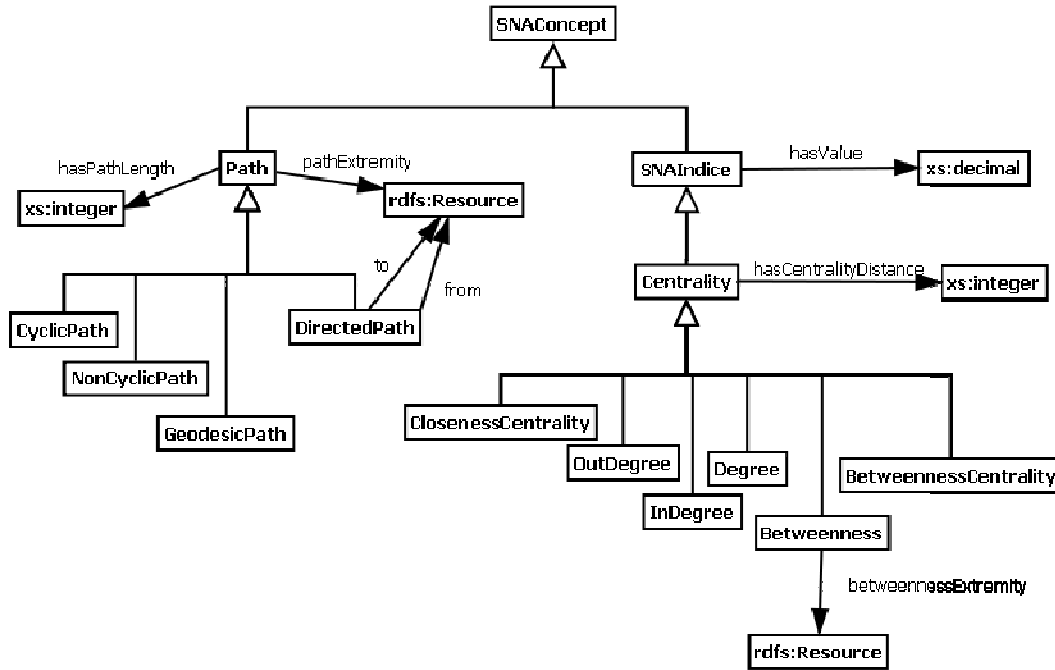 SNAConcept
hasPathLength
Path
pathExtremity
SNAIndice
hasValue
xs:decimal
xs:integer
rdfs:Resource
to
from
Centrality
hasCentralityDistance
xs:integer
CyclicPath
DirectedPath
NonCyclicPath
GeodesicPath
ClosenessCentrality
OutDegree
Degree
BetweennessCentrality
InDegree
Betweenness
betweennessExtremity
rdfs:Resource